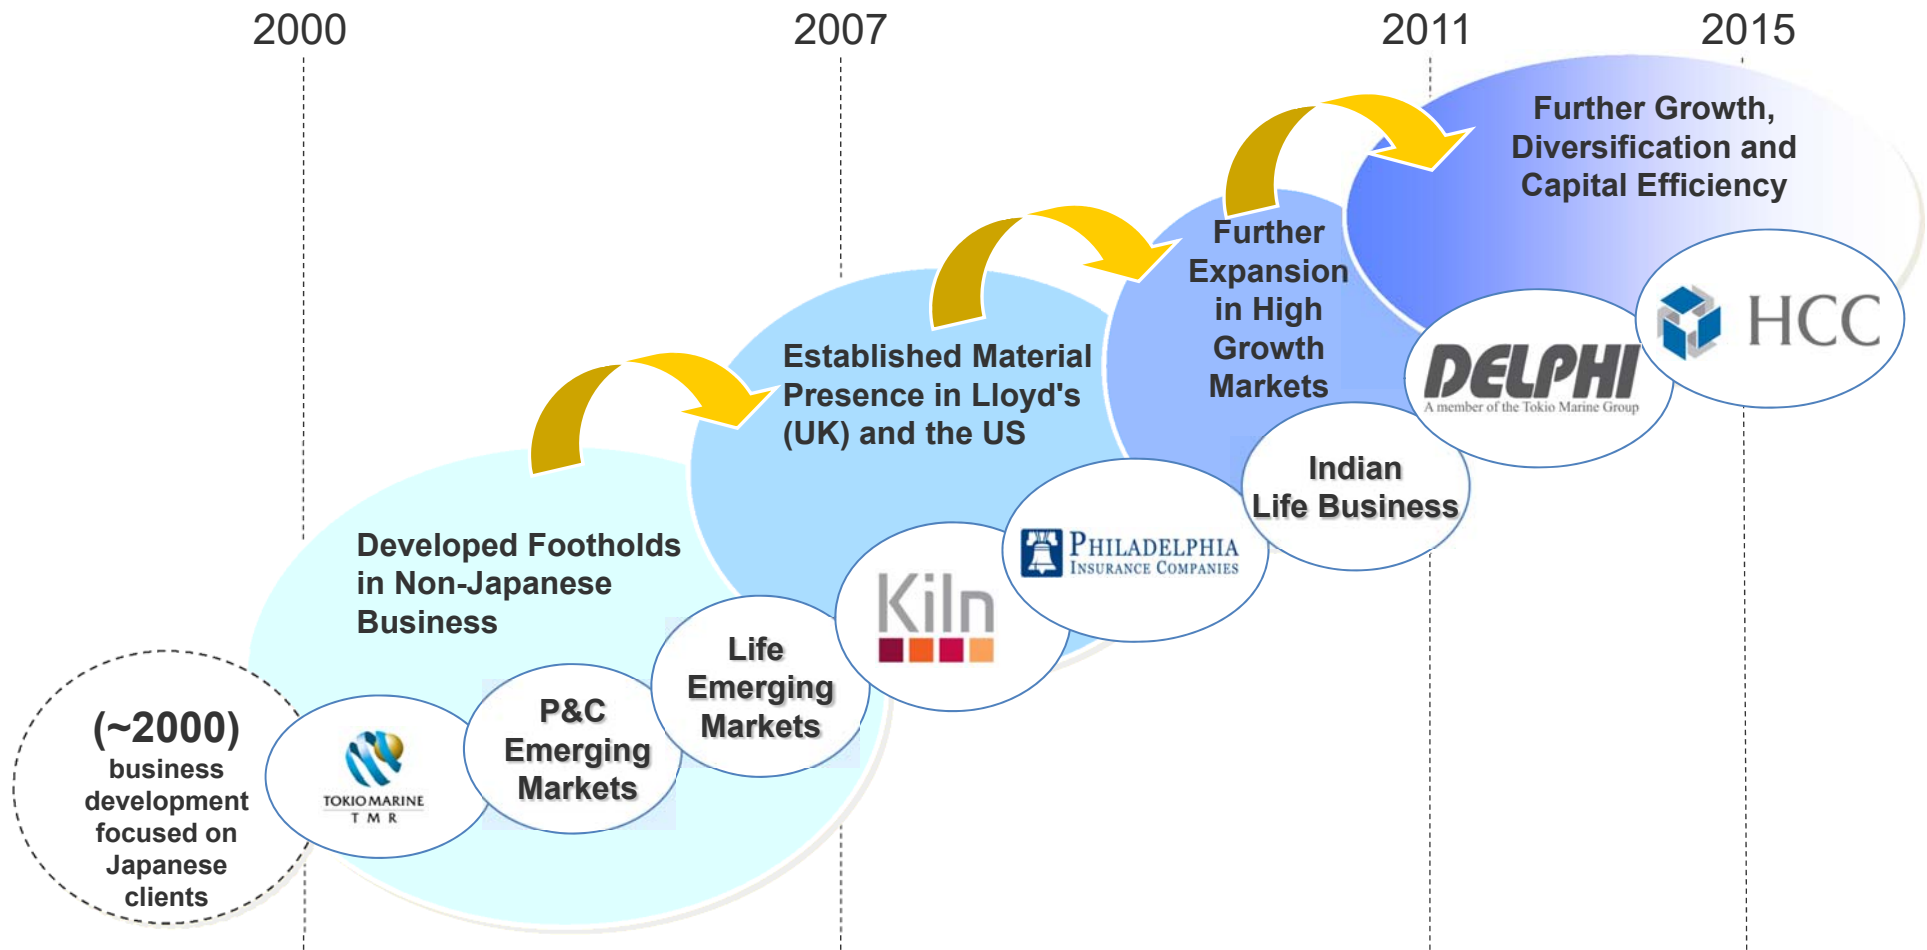 2000
2007
2011
2015
Further Growth,
Diversification and
Capital Efficiency
Further
Expansion
in High
Growth
Markets
HCC
DELPHI
A member of the Tokio Marine Group
Established Material
Presence in Lloyd's
(UK) and the US
Indian
Life Business
PHILADELPHIA
INSURANCE COMPANIES
Kiln
Developed Footholds
in Non-Japanese
Business
Life
Emerging
Markets
P&C
Emerging
Markets
TOKIO MARINE
T M R
(~2000)
business
development
focused on
Japanese
clients